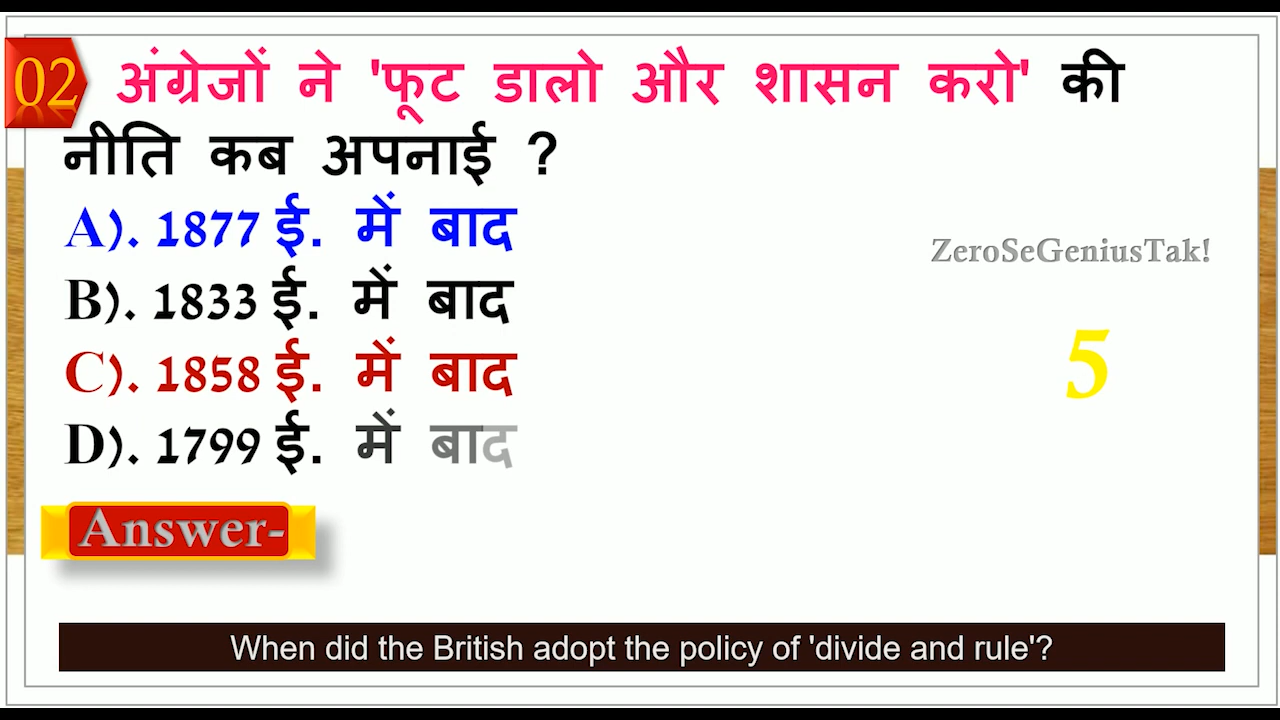 02 अंग्रेजों ने 'फूट डालो और शासन करो' की
नीति कब अपनाई ?
A). 1877 ई. में बाद
B). 1833 ई. में बाद
C). 1858 ई. में बाद
D). 1799 ई. में बाद
ZeroSeGeniusTak!
5
Answer-
When did the British adopt the policy of 'divide and rule'?